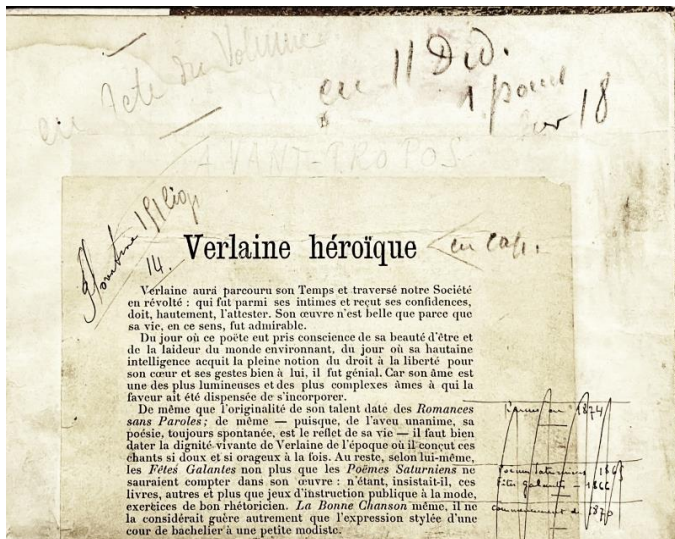 en Tete du Volume
en 11 Did.
1 pour
sur 18
AVANT-PROPOS
14.
Verlaine héroïque
en cap.
Verlaine aura parcouru son Temps et traversé notre Société
en révolte : qui fut parmi ses intimes et reçut ses confidences,
doit, hautement, l'attester. Son œuvre n'est belle que parce que
sa vie, en ce sens, fut admirable.
Du jour où ce poëte eut pris conscience de sa beauté d'être et
de la laideur du monde environnant, du jour où sa hautaine
intelligence acquit la pleine notion du droit à la liberté pour
son cœur et ses gestes bien à lui, il fut génial. Car son âme est
une des plus lumineuses et des plus complexes âmes à qui la
faveur ait été dispensée de s'incorporer.
De même que l'originalité de son talent date des Romances
sans Paroles; de même — puisque, de l'aveu unanime, sa
poésie, toujours spontanée, est le reflet de sa vie — il faut bien
dater la dignité vivante de Verlaine de l'époque où il conçut ces
chants si doux et si orageux à la fois. Au reste, selon lui-même,
les Fêtes Galantes non plus que les Poëmes Saturniens ne
sauraient compter dans son œuvre : n'étant, insistait-il, ces
livres, autres et plus que jeux d'instruction publique à la mode,
exercices de bon rhétoricien. La Bonne Chanson même, il ne
la considérait guère autrement que l'expression stylée d'une
cour de bachelier à une petite modiste.
Parues en 1874
Poèmes saturniens 1865
Fêtes galantes — 1866
commencement de 1870